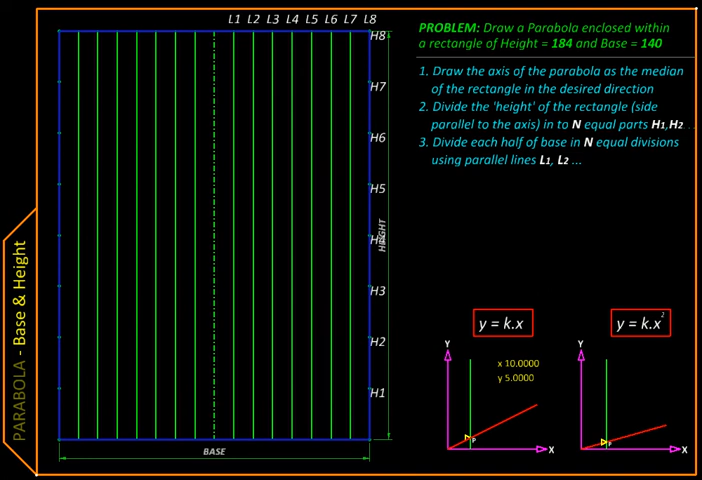 L1 L2 L3 L4 L5 L6 L7 L8
H8
H7
H6
H5
H4
H3
H2
H1
HEIGHT
BASE
PARABOLA - Base & Height
PROBLEM: Draw a Parabola enclosed within
a rectangle of Height = 184 and Base = 140
1. Draw the axis of the parabola as the median
of the rectangle in the desired direction
2. Divide the 'height' of the rectangle (side
parallel to the axis) in to N equal parts H1,H2 ...
3. Divide each half of base in N equal divisions
using parallel lines L1, L2 ...
y = k.x
Y
x 10.0000
y 5.0000
P
X
y = k.x²
Y
P
X